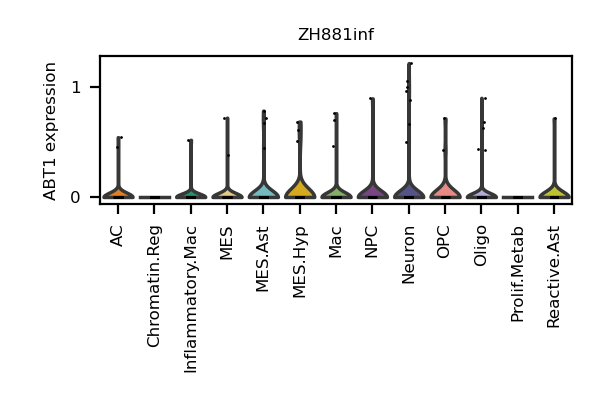 ZH881inf
ABT1 expression
1
0
AC
Chromatin.Reg
Inflammatory.Mac
MES
MES.Ast
MES.Hyp
Mac
NPC
Neuron
OPC
Oligo
Prolif.Metab
Reactive.Ast